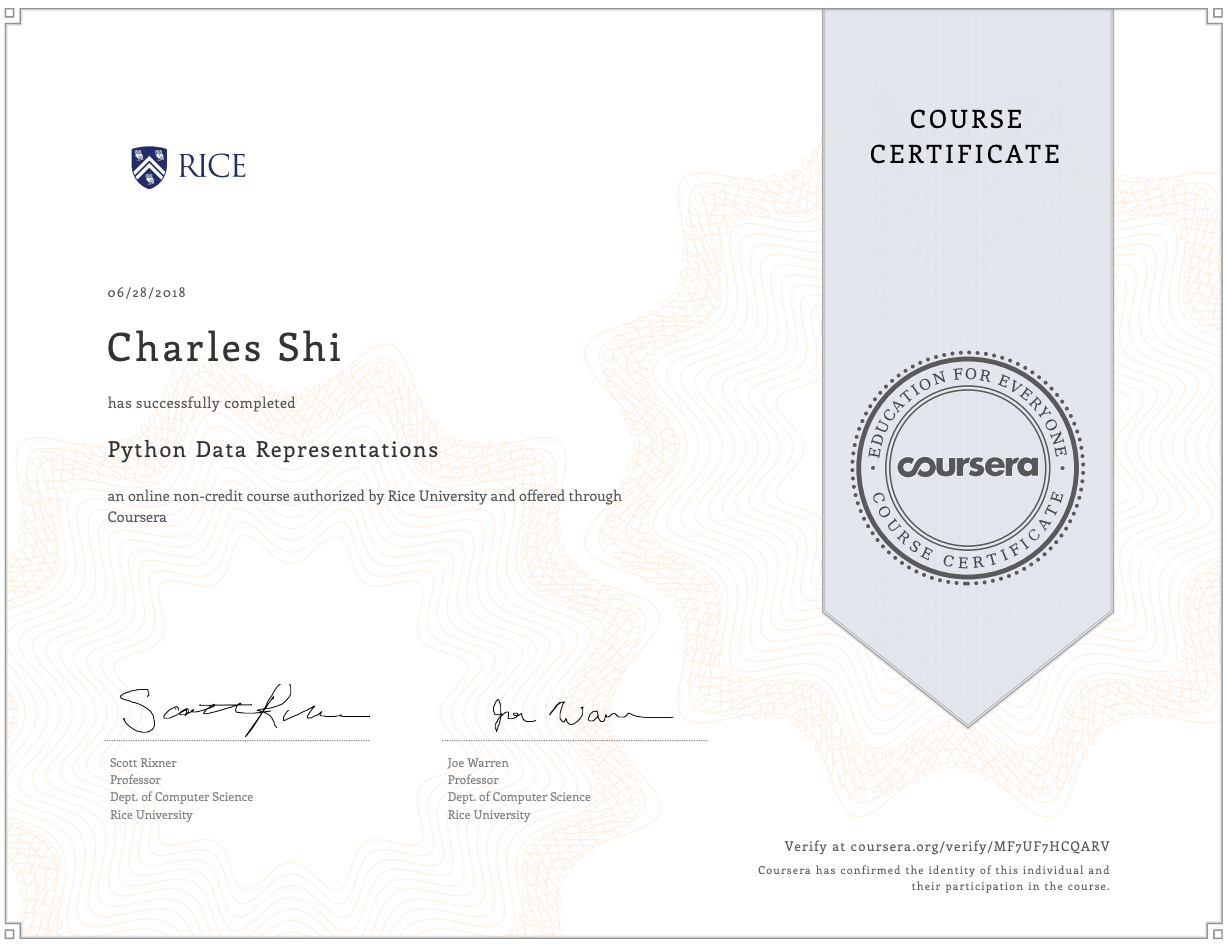 RICE
COURSE
CERTIFICATE
06/28/2018
Charles Shi
has successfully completed
Python Data Representations
an online non-credit course authorized by Rice University and offered through
Coursera
EDUCATION FOR EVERYONE
coursera
COURSE CERTIFICATE
Scott Rixner
Joe Warren
Scott Rixner
Professor
Dept. of Computer Science
Rice University
Joe Warren
Professor
Dept. of Computer Science
Rice University
Verify at coursera.org/verify/MF7UF7HCQARV
Coursera has confirmed the identity of this individual and
their participation in the course.